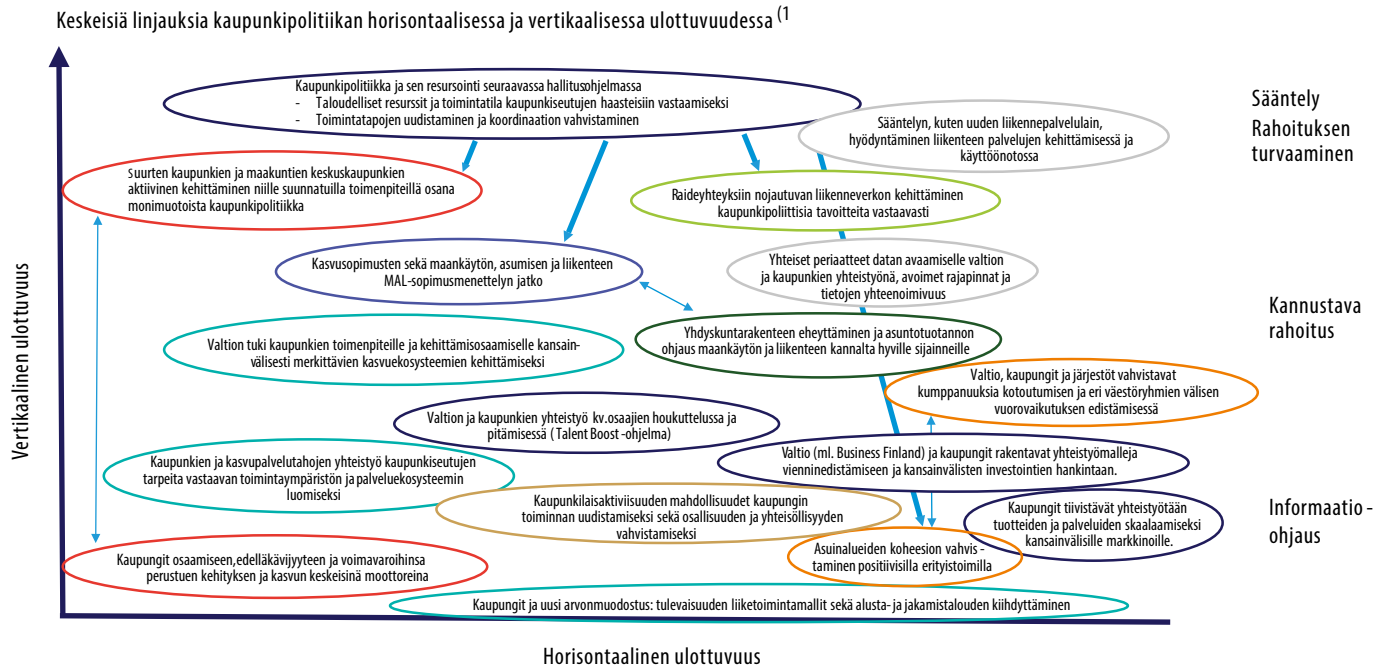 Keskeisiä linjauksia kaupunkipolitiikan horisontaalisessa ja vertikaalisessa ulottuvuudessa (1
Kaupunkipolitiikka ja sen resursointi seuraavassa hallitusohjelmassa
- Taloudelliset resurssit ja toimintatila kaupunkiseutujen haasteisiin vastaamiseksi
- Toimintatapojen uudistaminen ja koordinaation vahvistaminen
Sääntelyn, kuten uuden liikennepalvelulain,
hyödyntäminen liikenteen palvelujen kehittämisessä ja
käyttöönotossa
Sääntely
Rahoituksen
turvaaminen
Suurten kaupunkien ja maakuntien keskuskaupunkien
aktiivinen kehittäminen niille suunnatuilla toimenpiteillä osana
monimuotoista kaupunkipolitiikka
Raideyhteyksiin nojautuvan liikenneverkon kehittäminen
kaupunkipoliittisia tavoitteita vastaavasti
Kasvusopimusten sekä maankäytön, asumisen ja liikenteen
MAL-sopimusmenettelyn jatko
Yhteiset periaatteet datan avaamiselle valtion
ja kaupunkien yhteistyönä, avoimet rajapinnat ja
tietojen yhteenoimivuus
Kannustava
rahoitus
Valtion tuki kaupunkien toimenpiteille ja kehittämisosaamiselle kansain-
välisesti merkittävien kasvuekosysteemien kehittämiseksi
Yhdyskuntarakenteen eheyttäminen ja asuntotuotannon
ohjaus maankäytön ja liikenteen kannalta hyville sijainneille
Valtio, kaupungit ja järjestöt vahvistavat
kumppanuuksia kotoutumisen ja eri väestöryhmien välisen
vuorovaikutuksen edistämisessä
Valtion ja kaupunkien yhteistyö kv.osaajien houkuttelussa ja
pitämisessä (Talent Boost -ohjelma)
Valtio (ml. Business Finland) ja kaupungit rakentavat yhteistyömalleja
vienninedistämiseen ja kansainvälisten investointien hankintaan.
Kaupunkien ja kasvupalvelutahojen yhteistyö kaupunkiseutujen
tarpeita vastaavan toimintaympäristön ja palveluekosysteemin
luomiseksi
Kaupunkilaisaktiivisuuden mahdollisuudet kaupungin
toiminnan uudistamiseksi sekä osallisuuden ja yhteisöllisyyden
vahvistamiseksi
Kaupungit tiivistävät yhteistyötään
tuotteiden ja palveluiden skaalaamiseksi
kansainvälisille markkinoille.
Informaatio -
ohjaus
Kaupungit osaamiseen,edelläkävijyyteen ja voimavaroihinsa
perustuen kehityksen ja kasvun keskeisinä moottoreina
Asuinalueiden koheesion vahvis -
taminen positiivisilla erityistoimilla
Kaupungit ja uusi arvonmuodostus: tulevaisuuden liiketoimintamallit sekä alusta- ja jakamistalouden kiihdyttäminen
Vertikaalinen ulottuvuus
Horisontaalinen ulottuvuus